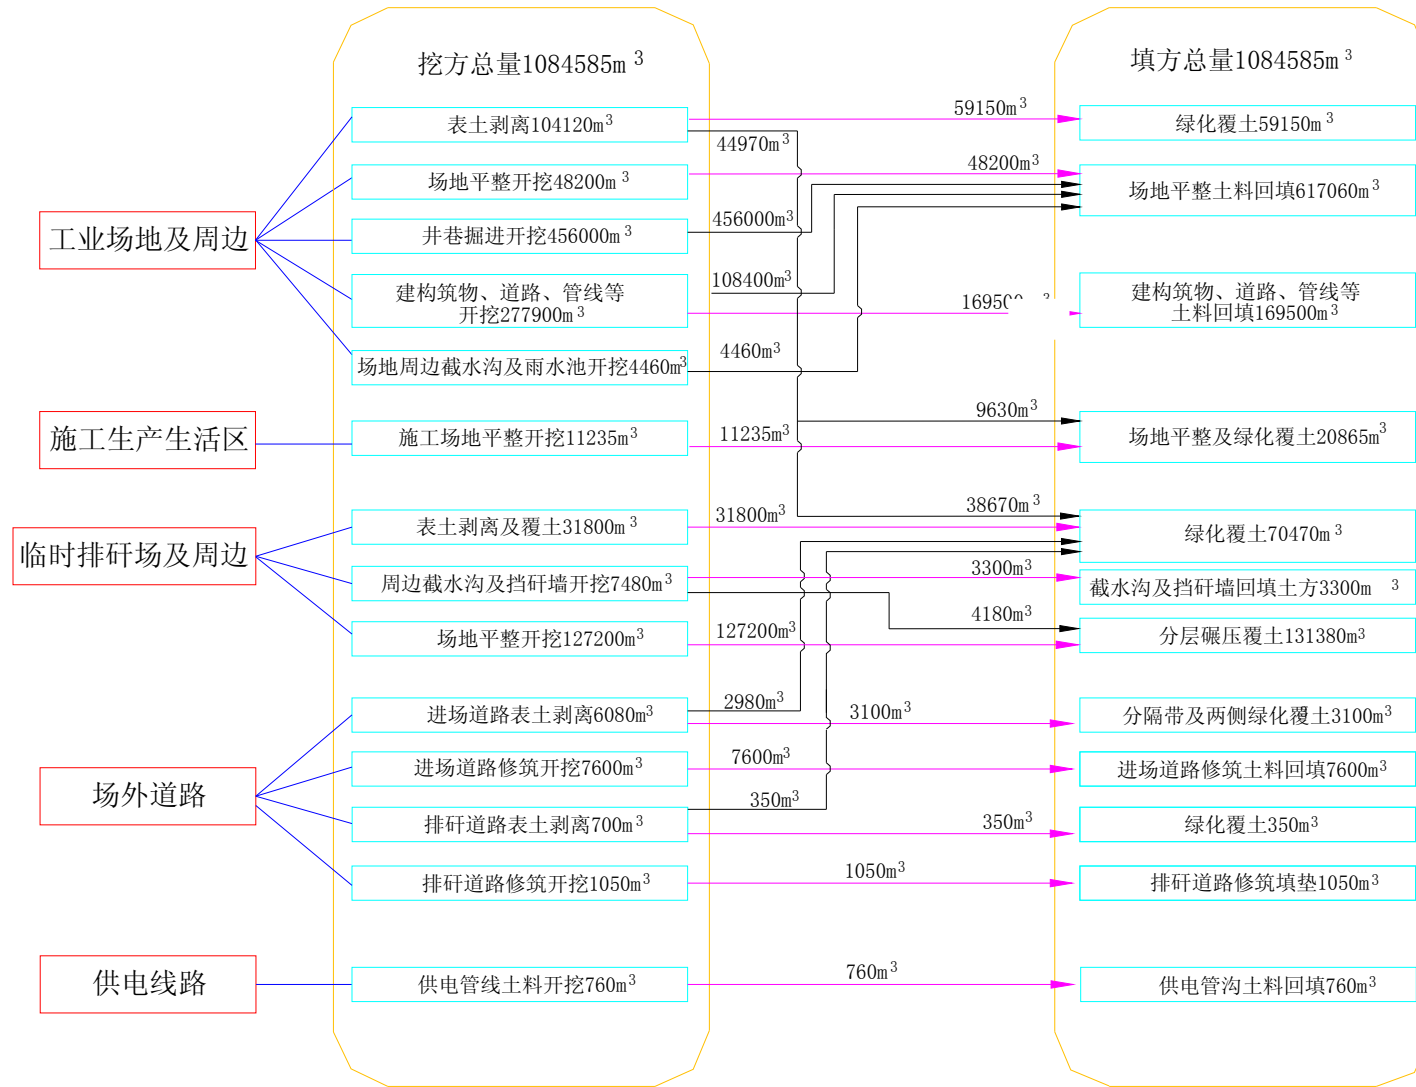 挖方总量1084585m³
填方总量1084585m³
工业场地及周边
施工生产生活区
临时排矸场及周边
场外道路
供电线路
表土剥离104120m³
场地平整开挖48200m³
井巷掘进开挖456000m³
建构筑物、道路、管线等
开挖277900m³
场地周边截水沟及雨水池开挖4460m³
施工场地平整开挖11235m³
表土剥离及覆土31800m³
周边截水沟及挡矸墙开挖7480m³
场地平整开挖127200m³
进场道路表土剥离6080m³
进场道路修筑开挖7600m³
排矸道路表土剥离700m³
排矸道路修筑开挖1050m³
供电管线土料开挖760m³
59150m³
44970m³
48200m³
456000m³
108400m³
4460m³
9630m³
11235m³
38670m³
31800m³
3300m³
4180m³
127200m³
2980m³
3100m³
7600m³
350m³
350m³
1050m³
760m³
绿化覆土59150m³
场地平整土料回填617060m³
建构筑物、道路、管线等
土料回填169500m³
场地平整及绿化覆土20865m³
绿化覆土70470m³
截水沟及挡矸墙回填土方3300m³
分层碾压覆土131380m³
分隔带及两侧绿化覆土3100m³
进场道路修筑土料回填7600m³
绿化覆土350m³
排矸道路修筑填垫1050m³
供电管沟土料回填760m³